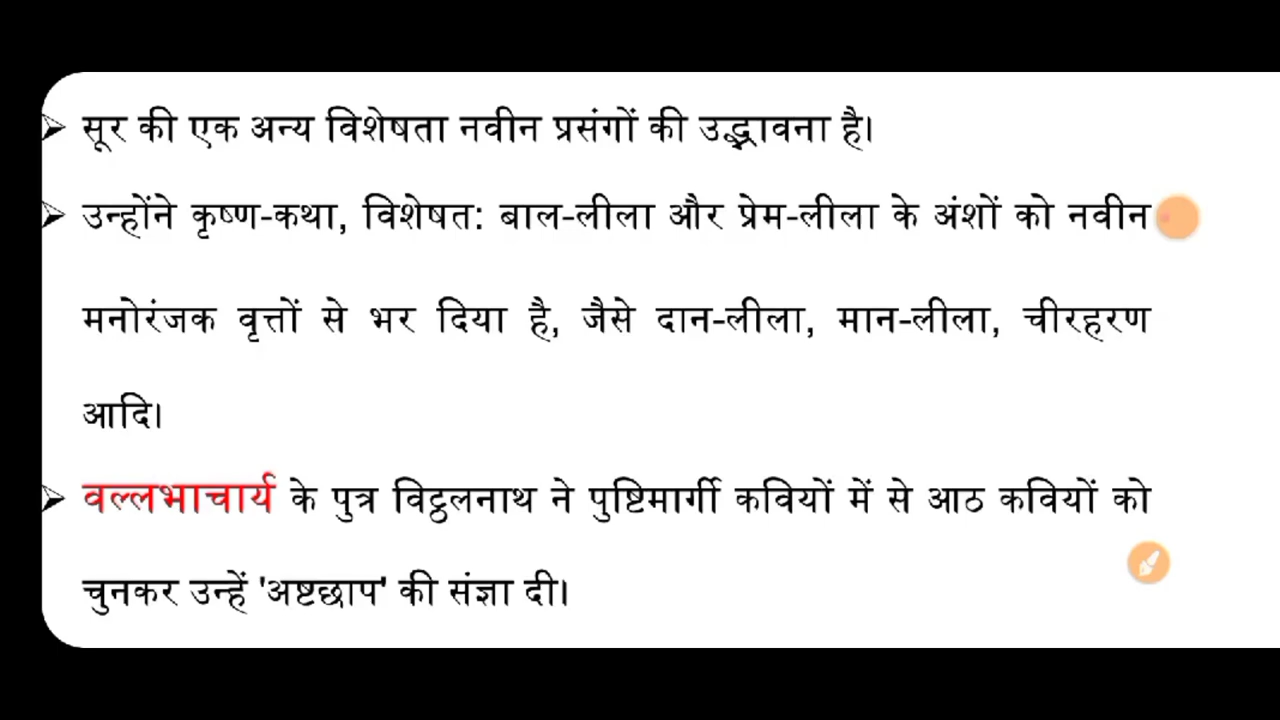 ➢ सूर की एक अन्य विशेषता नवीन प्रसंगों की उद्भावना है।
➢ उन्होंने कृष्ण-कथा, विशेषत: बाल-लीला और प्रेम-लीला के अंशों को नवीन
मनोरंजक वृत्तों से भर दिया है, जैसे दान-लीला, मान-लीला, चीरहरण
आदि।
➢ वल्लभाचार्य के पुत्र विट्ठलनाथ ने पुष्टिमार्गी कवियों में से आठ कवियों को
चुनकर उन्हें 'अष्टछाप' की संज्ञा दी।